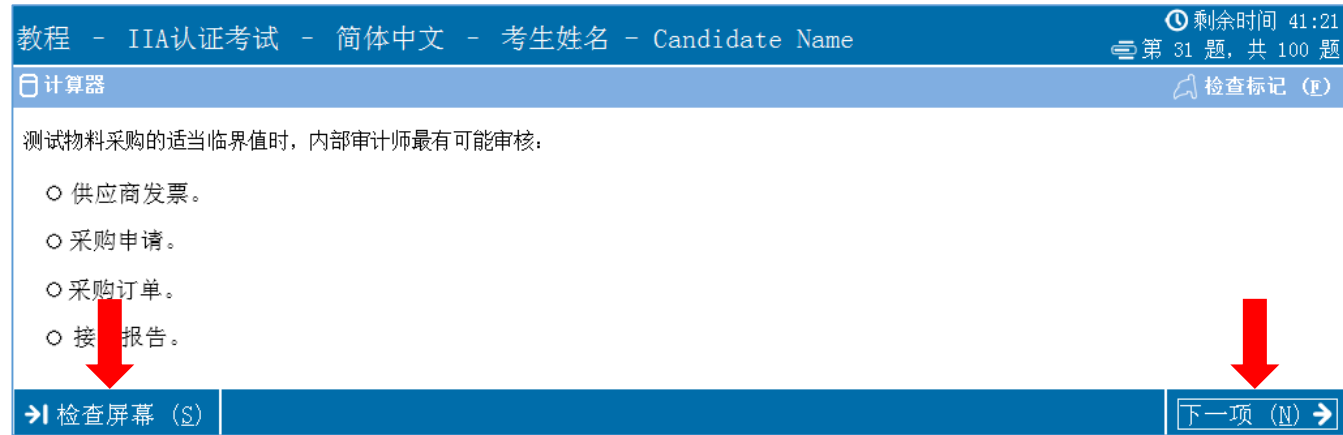 教程 - IIA认证考试 - 简体中文 - 考生姓名 - Candidate Name
剩余时间 41:21
第 31 题, 共 100 题
计算器
检查标记 (F)
测试物料采购的适当临界值时, 内部审计师最有可能审核:
供应商发票。
采购申请。
采购订单。
接 报告。
检查屏幕 (S)
下一项 (N)